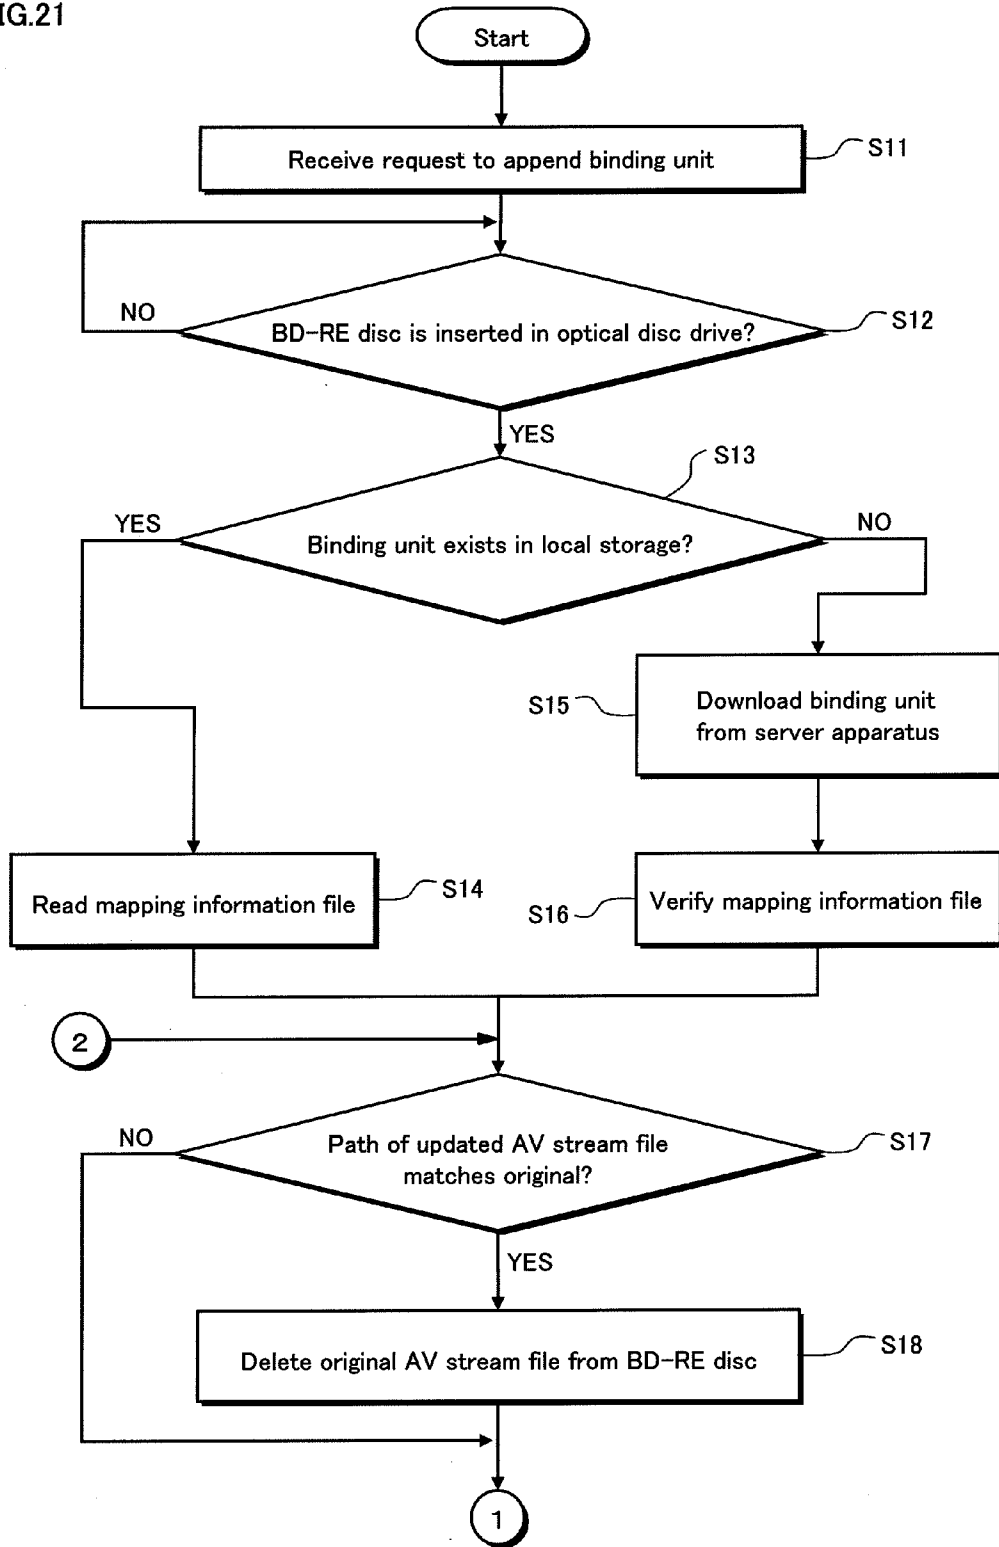 IG.21
Start
Receive request to append binding unit
S11
NO
BD-RE disc is inserted in optical disc drive?
S12
YES
S13
YES
NO
Binding unit exists in local storage?
S15
Download binding unit
from server apparatus
Read mapping information file
S14
S16
Verify mapping information file
2
NO
Path of updated AV stream file
matches original?
S17
YES
Delete original AV stream file from BD-RE disc
S18
1